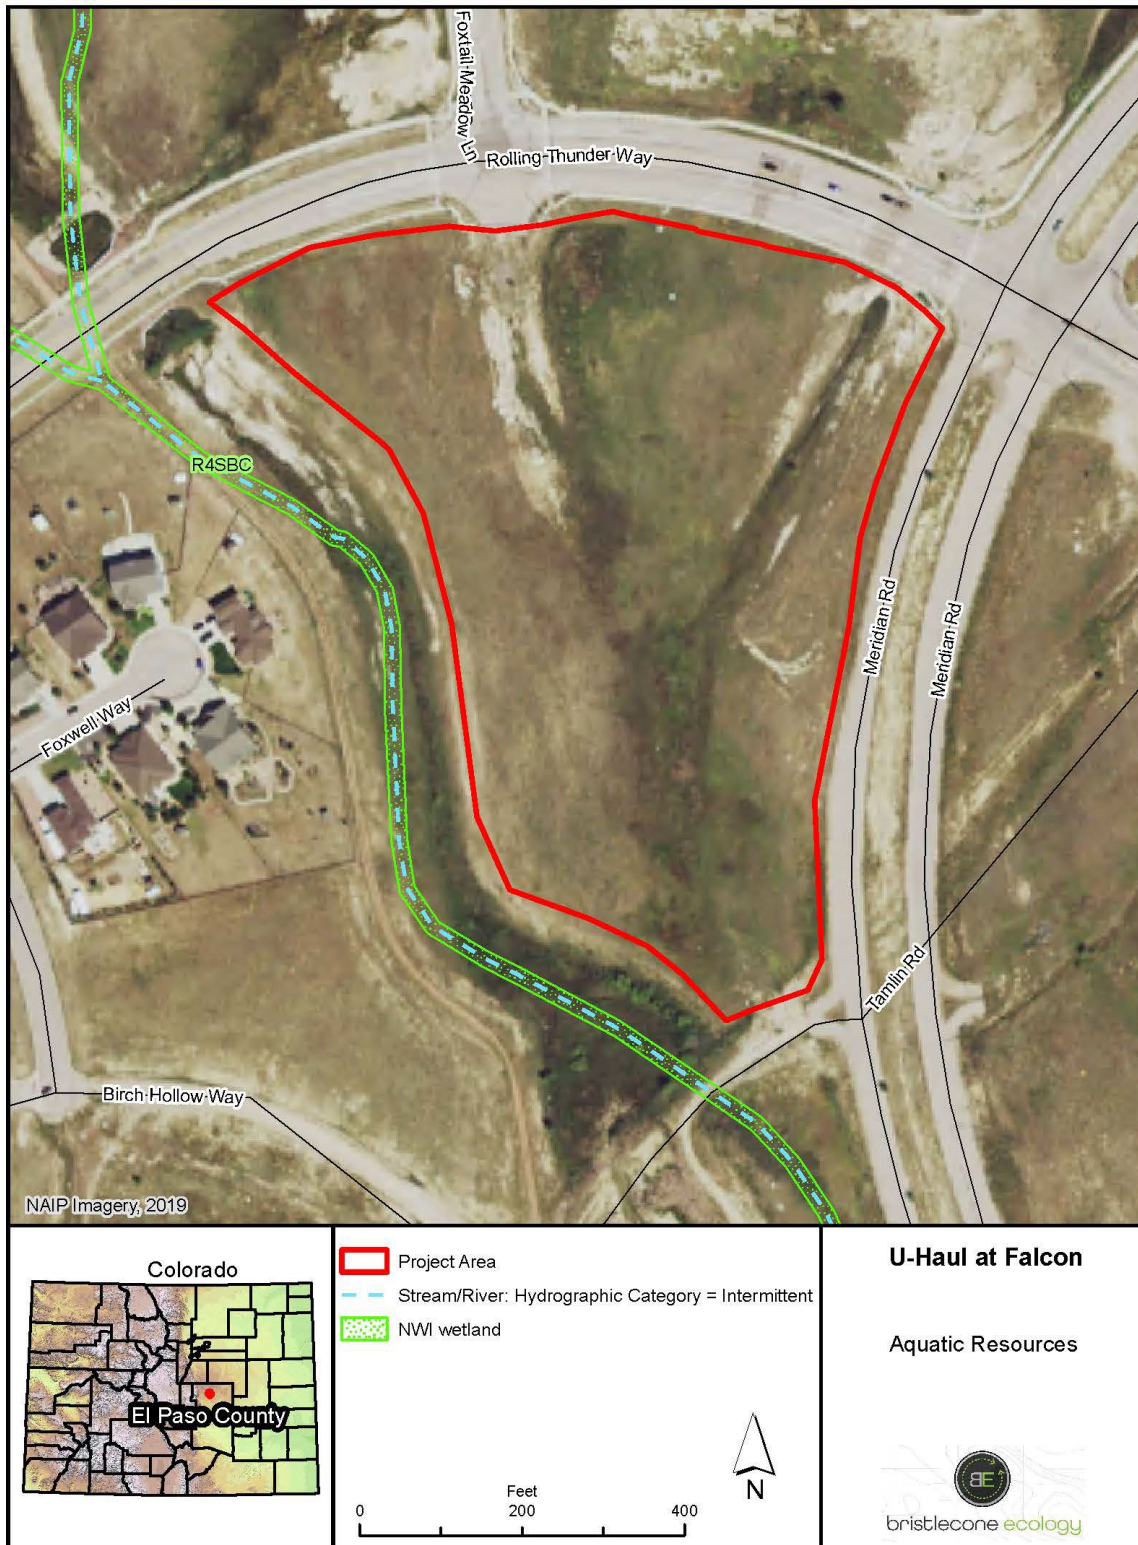 Foxtail Meadow Ln
Rolling Thunder Way
R4SBC
Meridian Rd
Meridian Rd
Foxwell Way
Tamlin Rd
Birch Hollow Way
NAIP Imagery, 2019
Colorado
El Paso County
Project Area
Stream/River: Hydrographic Category = Intermittent
NWI wetland
Feet
0 200 400
N
U-Haul at Falcon
Aquatic Resources
BE
bristlecone ecology